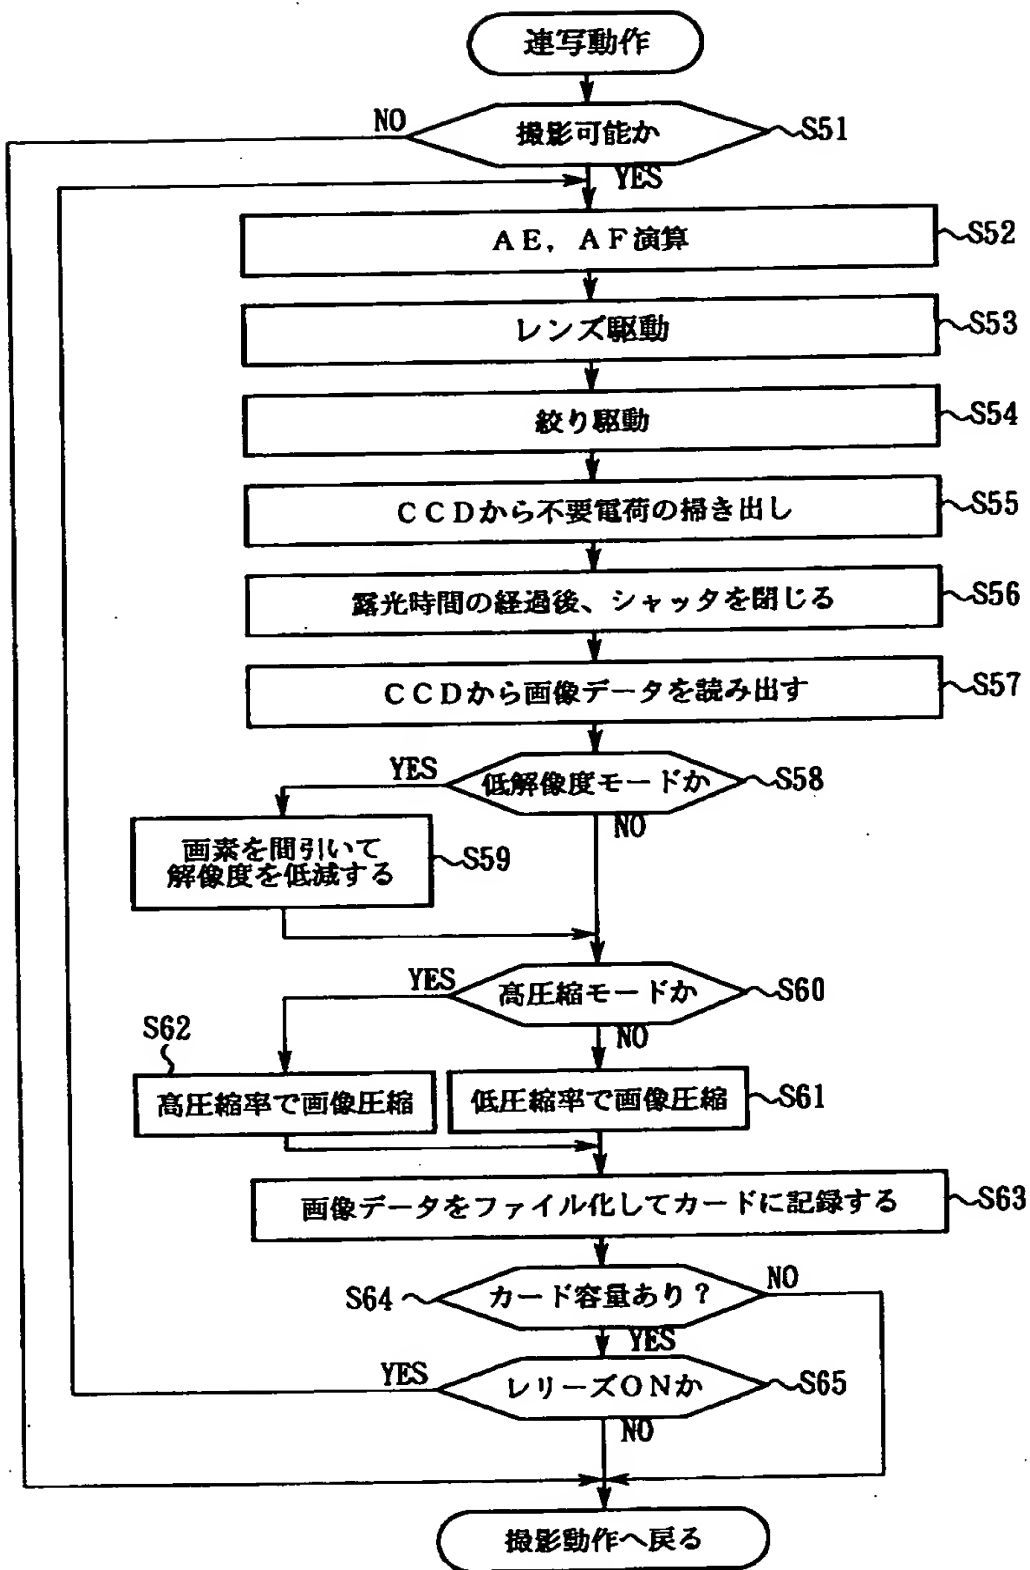 連写動作
NO
撮影可能か
S51
YES
AE，AF演算
S52
レンズ駆動
S53
絞り駆動
S54
CCDから不要電荷の掃き出し
S55
露光時間の経過後、シャッタを閉じる
S56
CCDから画像データを読み出す
S57
YES
低解像度モードか
S58
NO
画素を間引いて
解像度を低減する
S59
YES
高圧縮モードか
S60
NO
S62
高圧縮率で画像圧縮
低圧縮率で画像圧縮
S61
画像データをファイル化してカードに記録する
S63
S64
カード容量あり？
NO
YES
YES
レリーズONか
S65
NO
撮影動作へ戻る